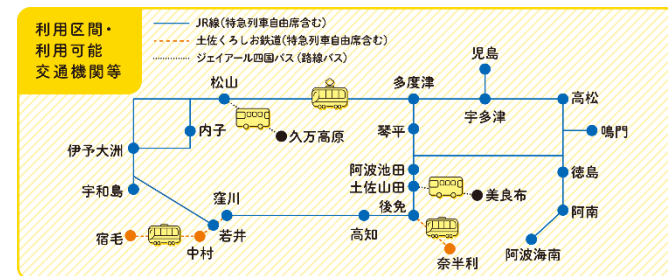 利用区間・
利用可能
交通機関等
JR線(特急列車自由席含む)
土佐くろしお鉄道(特急列車自由席含む)
ジェイアール四国バス(路線バス)
児島
松山
多度津
宇多津
高松
内子
久万高原
琴平
鳴門
伊予大洲
阿波池田
徳島
宇和島
土佐山田
美良布
窪川
後免
阿南
宿毛
中村
若井
高知
奈半利
阿波海南